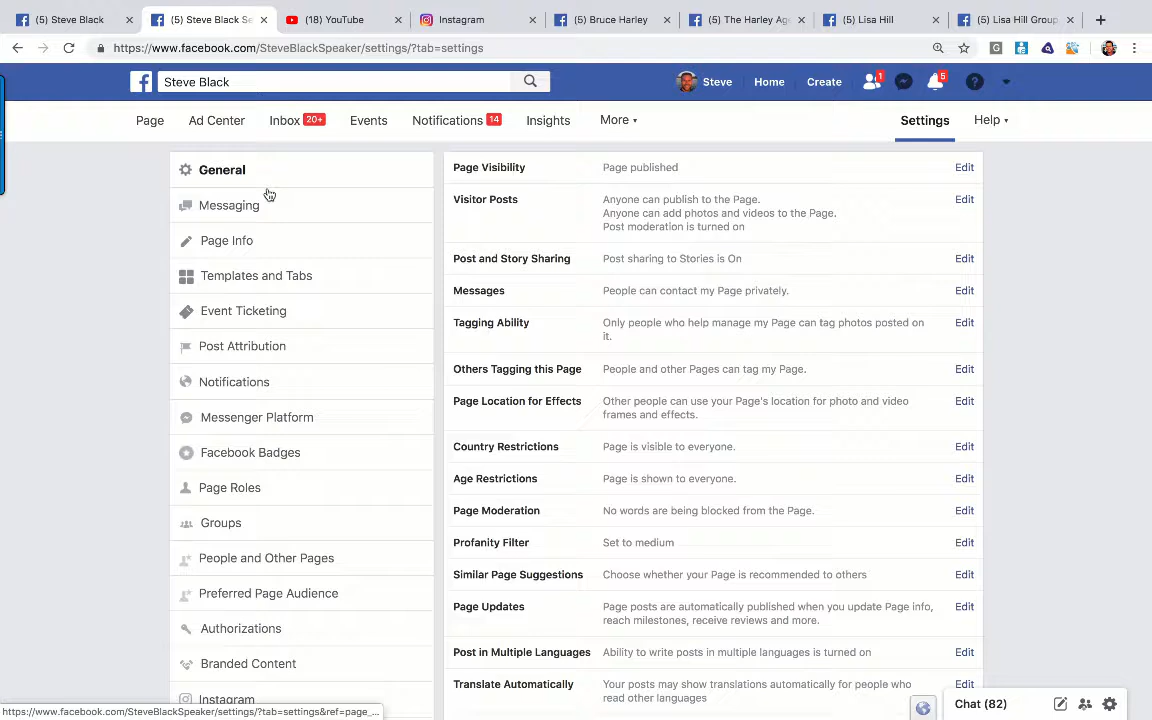 (5) Steve Black
(5) Steve Black Se
(18) YouTube
Instagram
(5) Bruce Harley
(5) The Harley Age
(5) Lisa Hill
(5) Lisa Hill Group
https://www.facebook.com/SteveBlackSpeaker/settings/?tab=settings
Steve Black
Steve
Home
Create
1
5
Page
Ad Center
Inbox 20+
Events
Notifications 14
Insights
More
Settings
Help
General
Messaging
Page Info
Templates and Tabs
Event Ticketing
Post Attribution
Notifications
Messenger Platform
Facebook Badges
Page Roles
Groups
People and Other Pages
Preferred Page Audience
Authorizations
Branded Content
Instagram
Page Visibility
Page published
Edit
Visitor Posts
Anyone can publish to the Page.
Anyone can add photos and videos to the Page.
Post moderation is turned on
Edit
Post and Story Sharing
Post sharing to Stories is On
Edit
Messages
People can contact my Page privately.
Edit
Tagging Ability
Only people who help manage my Page can tag photos posted on
it.
Edit
Others Tagging this Page
People and other Pages can tag my Page.
Edit
Page Location for Effects
Other people can use your Page's location for photo and video
frames and effects.
Edit
Country Restrictions
Page is visible to everyone.
Edit
Age Restrictions
Page is shown to everyone.
Edit
Page Moderation
No words are being blocked from the Page.
Edit
Profanity Filter
Set to medium
Edit
Similar Page Suggestions
Choose whether your Page is recommended to others
Edit
Page Updates
Page posts are automatically published when you update Page info,
reach milestones, receive reviews and more.
Edit
Post in Multiple Languages
Ability to write posts in multiple languages is turned on
Edit
Translate Automatically
Your posts may show translations automatically for people who
read other languages
Edit
Chat (82)
https://www.facebook.com/SteveBlackSpeaker/settings/?tab=settings&ref=page_...